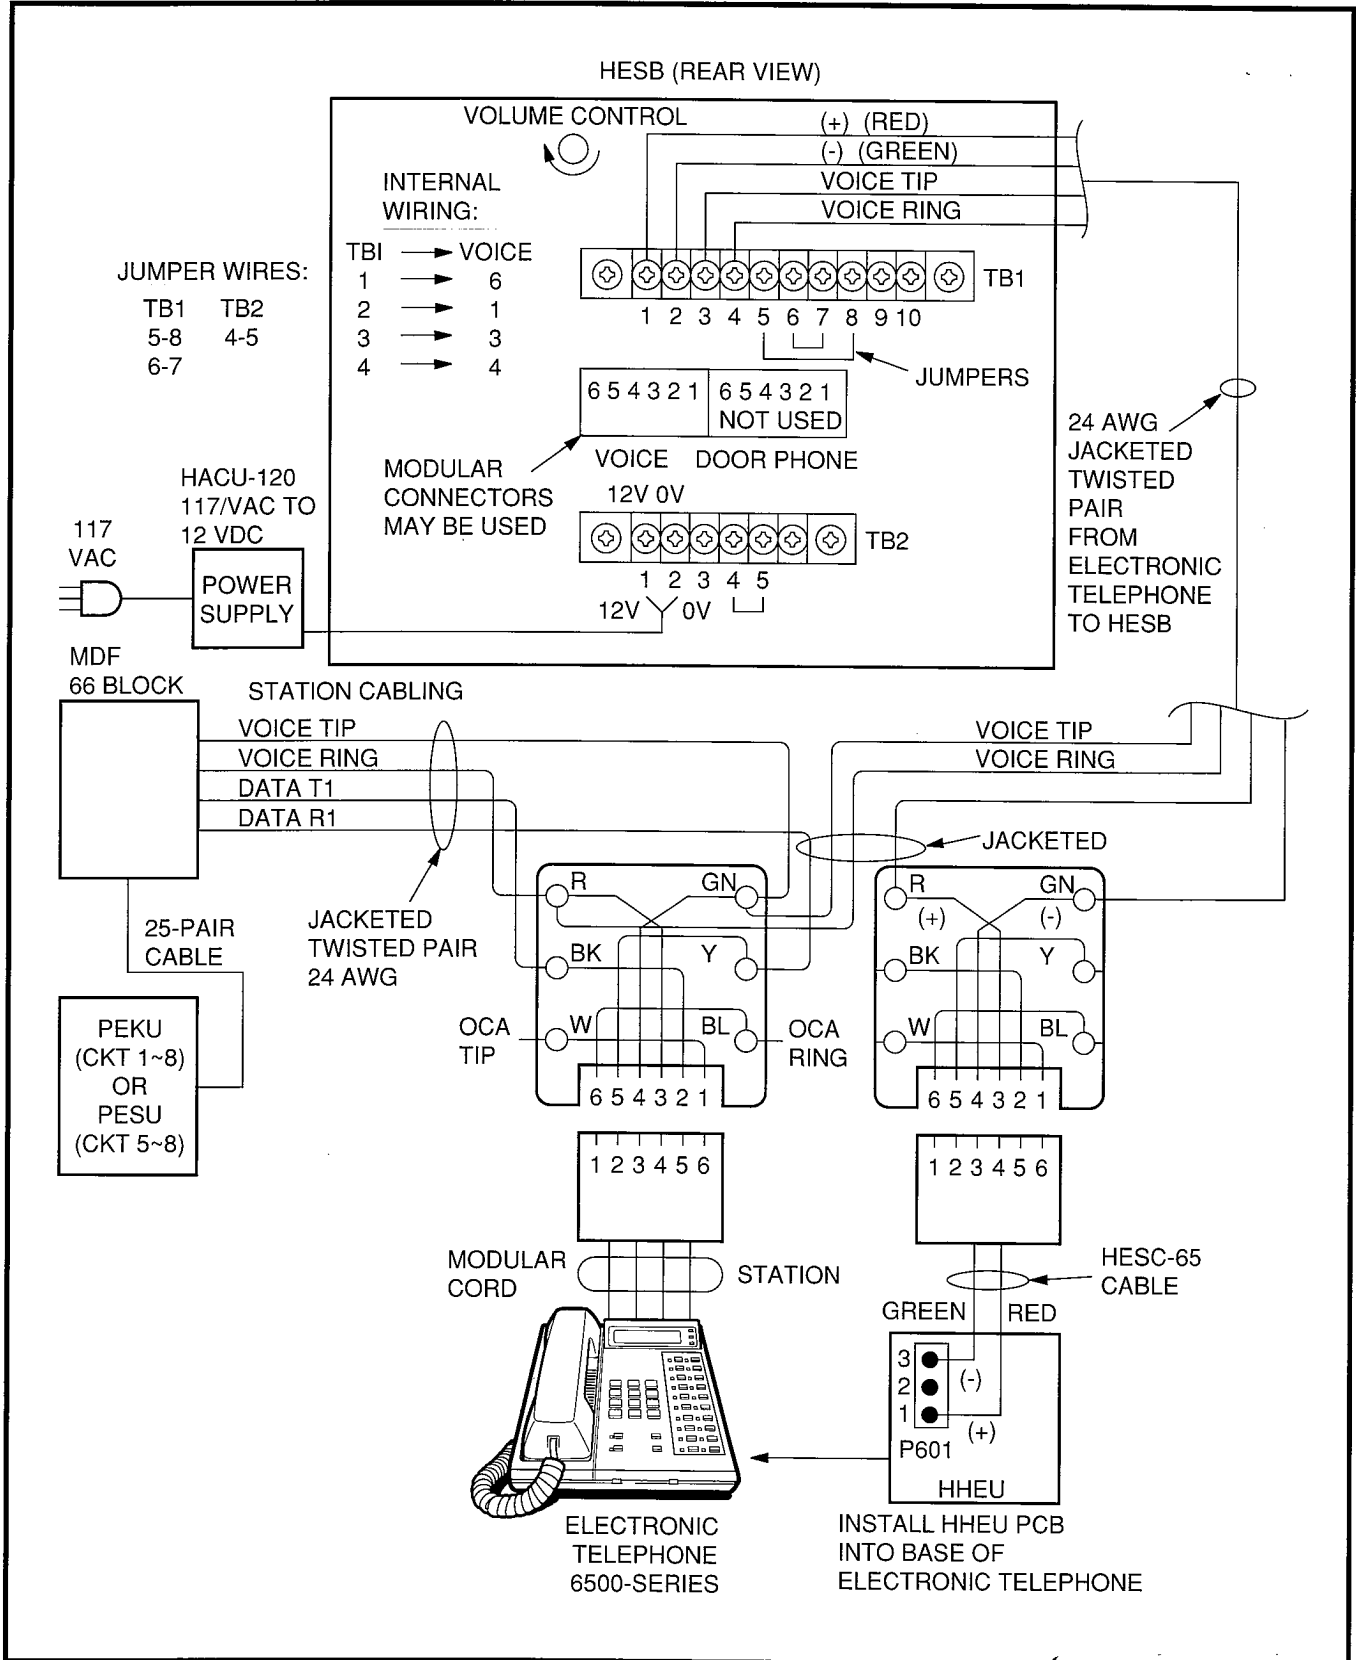 HESB (REAR VIEW)
VOLUME CONTROL
(+) (RED)
(-) (GREEN)
VOICE TIP
VOICE RING
INTERNAL
WIRING:
TBI VOICE
1 6
2 1
3 3
4 4
JUMPER WIRES:
TB1 TB2
5-8 4-5
6-7
TB1
1 2 3 4 5 6 7 8 9 10
JUMPERS
6 5 4 3 2 1
6 5 4 3 2 1
NOT USED
VOICE DOOR PHONE
MODULAR
CONNECTORS
MAY BE USED
12V 0V
TB2
1 2 3 4 5
12V 0V
24 AWG
JACKETED
TWISTED
PAIR
FROM
ELECTRONIC
TELEPHONE
TO HESB
HACU-120
117/VAC TO
12 VDC
117
VAC
POWER
SUPPLY
MDF
66 BLOCK
STATION CABLING
VOICE TIP
VOICE RING
DATA T1
DATA R1
VOICE TIP
VOICE RING
JACKETED
JACKETED
TWISTED PAIR
24 AWG
25-PAIR
CABLE
PEKU
(CKT 1~8)
OR
PESU
(CKT 5~8)
R GN
BK Y
W BL
OCA
TIP
OCA
RING
6 5 4 3 2 1
R GN
(+) (-)
BK Y
W BL
6 5 4 3 2 1
1 2 3 4 5 6
1 2 3 4 5 6
MODULAR
CORD
STATION
HESC-65
CABLE
GREEN RED
3
2
1
(-)
(+)
P601
HHEU
ELECTRONIC
TELEPHONE
6500-SERIES
INSTALL HHEU PCB
INTO BASE OF
ELECTRONIC TELEPHONE